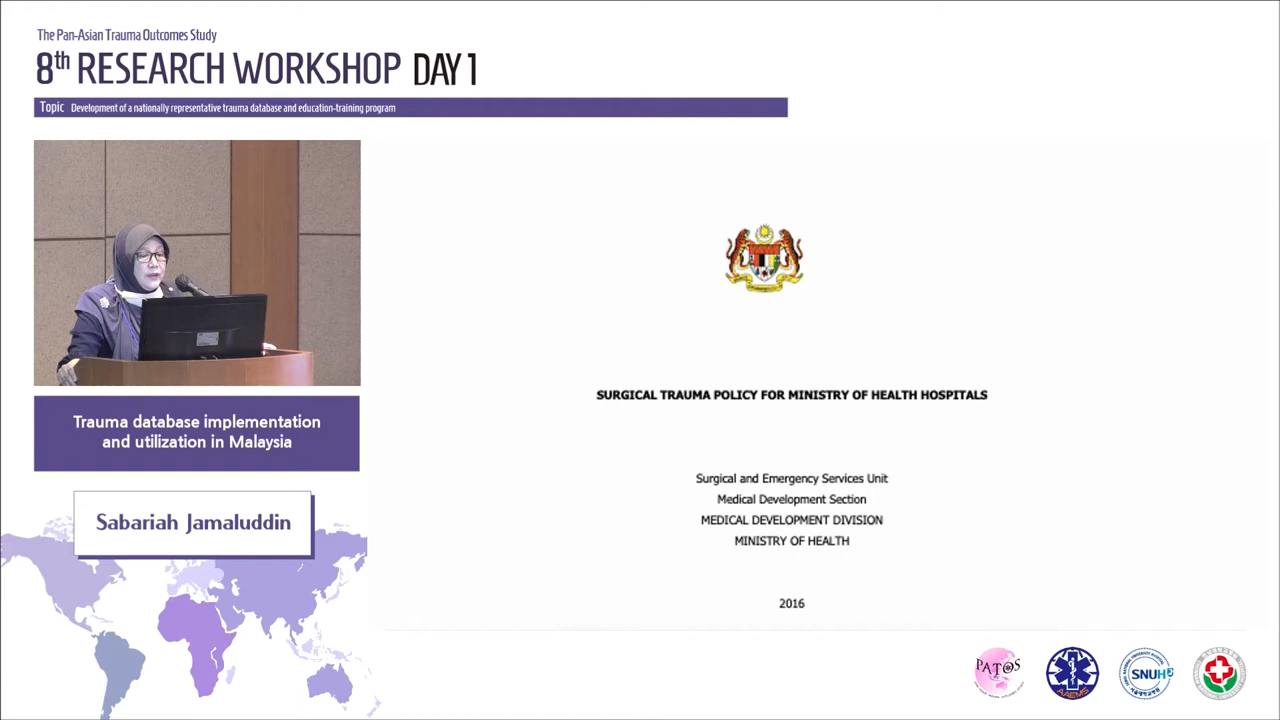 The Pan-Asian Trauma Outcomes Study
8th RESEARCH WORKSHOP DAY 1
Topic Development of a nationally representative trauma database and education-training program
Trauma database implementation
and utilization in Malaysia
Sabariah Jamaluddin
SURGICAL TRAUMA POLICY FOR MINISTRY OF HEALTH HOSPITALS
Surgical and Emergency Services Unit
Medical Development Section
MEDICAL DEVELOPMENT DIVISION
MINISTRY OF HEALTH
2016
PATOS
AAEMS
SNUH